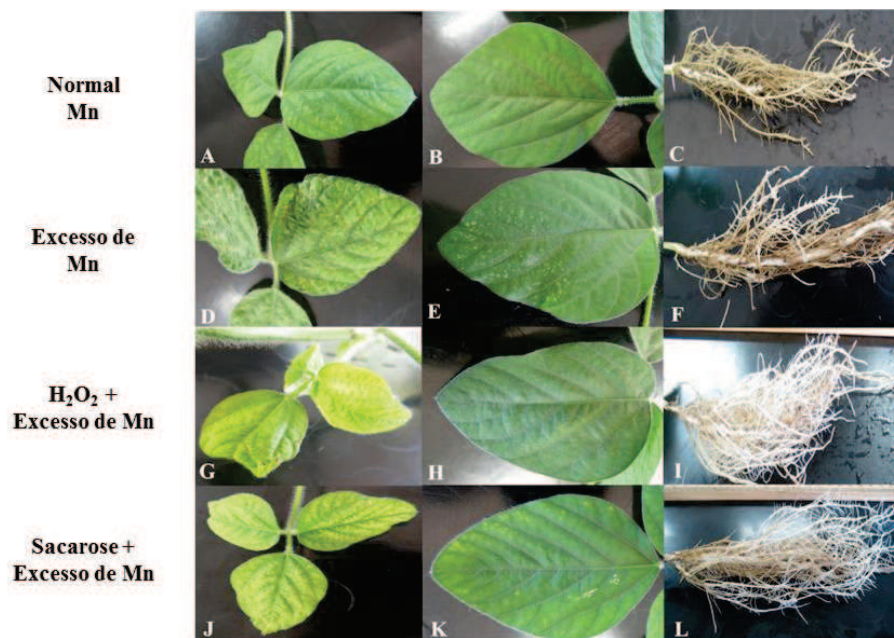 Normal
Mn
A
B
C
Excesso de
Mn
D
E
F
H₂O₂ +
Excesso de Mn
G
H
I
Sacarose +
Excesso de Mn
J
K
L